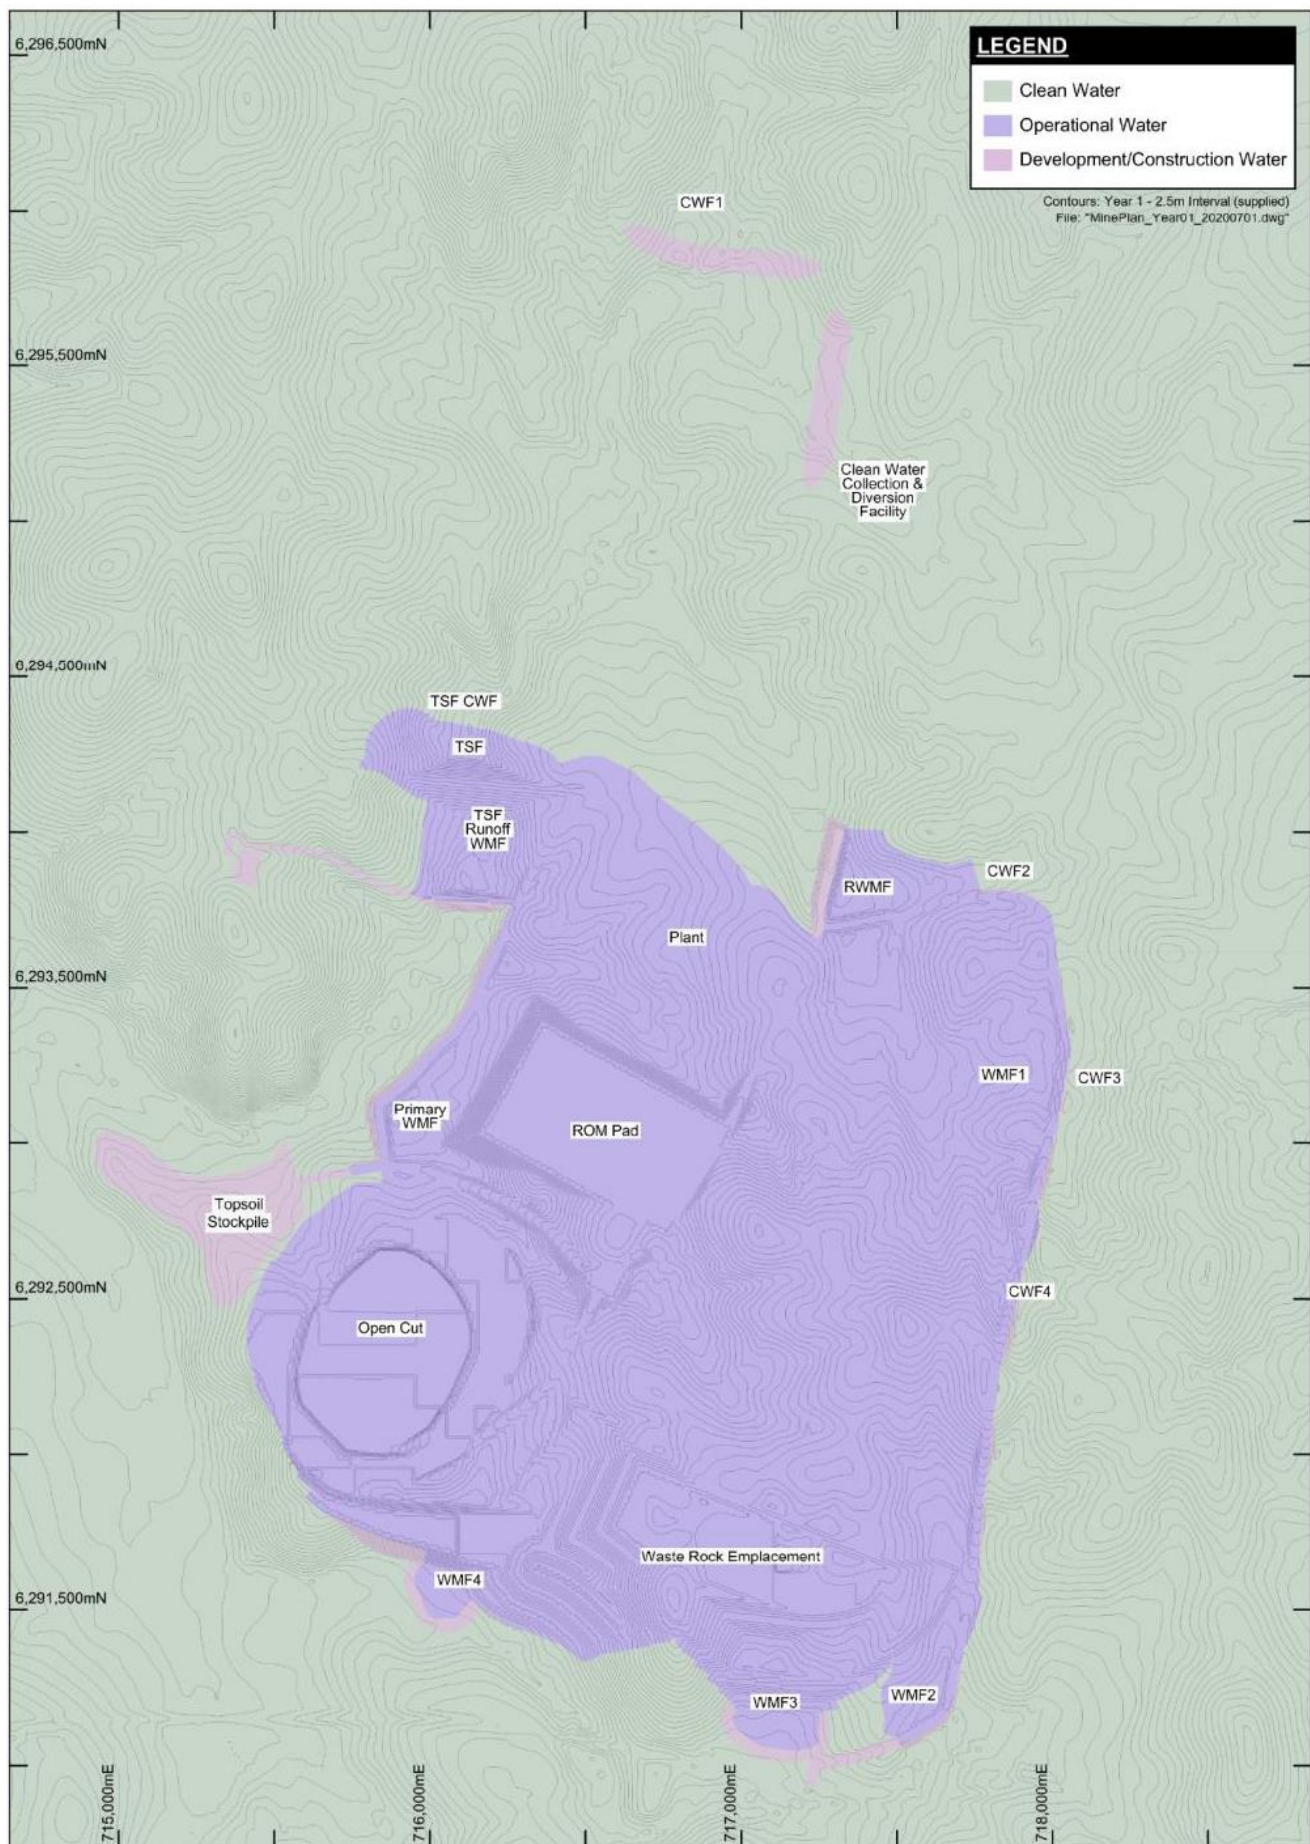 6,296,500mN
LEGEND
Clean Water
Operational Water
Development/Construction Water
Contours: Year 1 - 2.5m Interval (supplied)
File: "MinePlan_Year01_20200701.dwg"
CWF1
6,295,500mN
Clean Water
Collection &
Diversion
Facility
6,294,500mN
TSF CWF
TSF
TSF
Runoff
WMF
CWF2
RWMF
Plant
6,293,500mN
WMF1
CWF3
Primary
WMF
ROM Pad
Topsoil
Stockpile
6,292,500mN
CWF4
Open Cut
Waste Rock Emplacement
WMF4
6,291,500mN
WMF2
WMF3
715,000mE
716,000mE
717,000mE
718,000mE